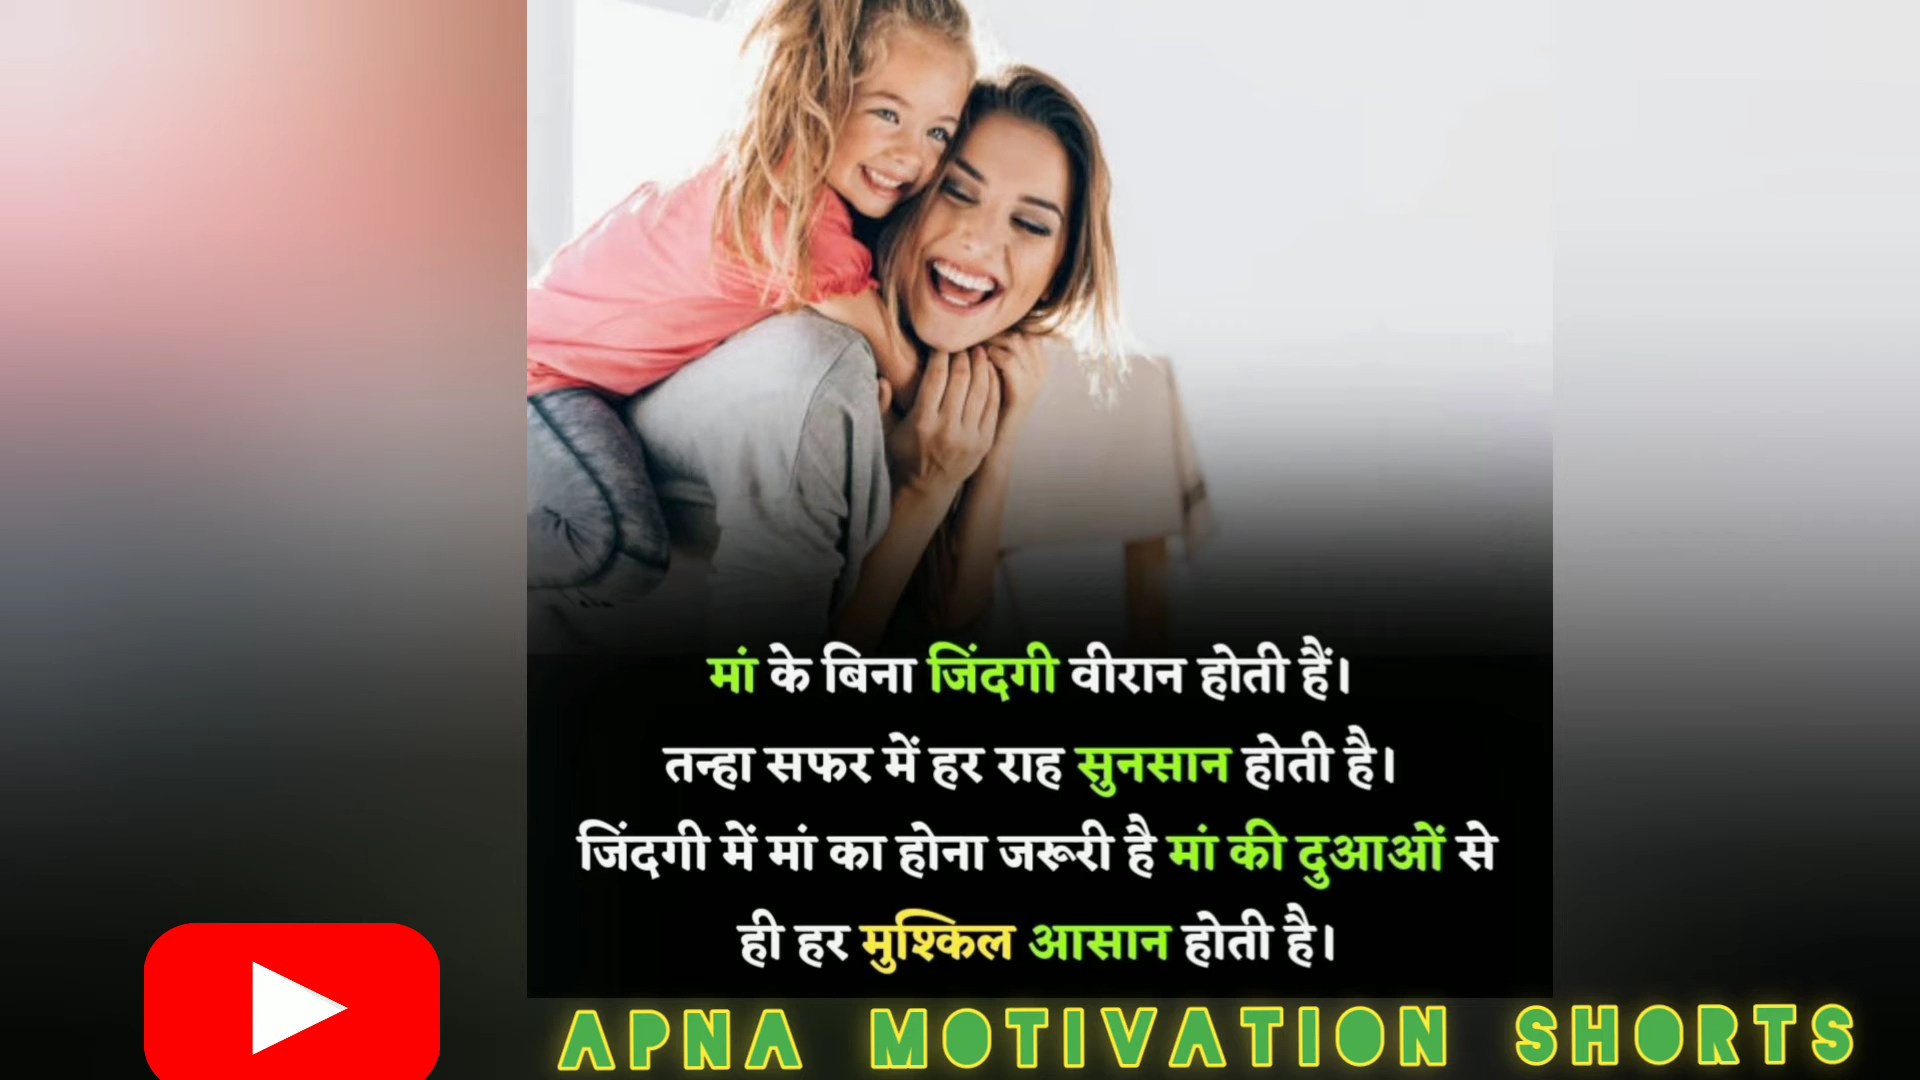 मां के बिना जिंदगी वीरान होती हैं।
तन्हा सफर में हर राह सुनसान होती है।
जिंदगी में मां का होना जरूरी है मां की दुआओं से
ही हर मुश्किल आसान होती है।
APNA MOTIVATION SHORTS